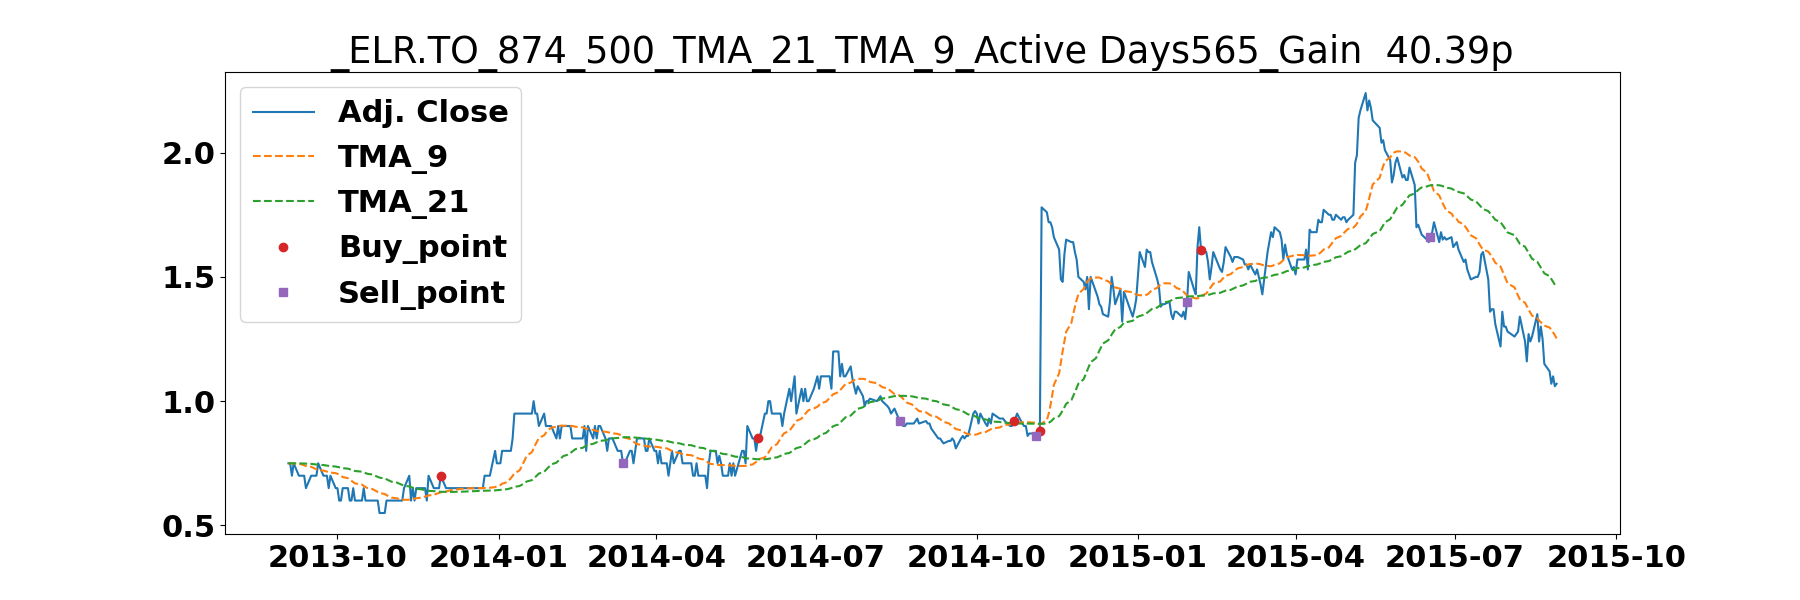 _ELR.TO_874_500_TMA_21_TMA_9_Active Days565_Gain  40.39p
Adj. Close
TMA_9
TMA_21
Buy_point
Sell_point
2.0
1.5
1.0
0.5
2013-10
2014-01
2014-04
2014-07
2014-10
2015-01
2015-04
2015-07
2015-10